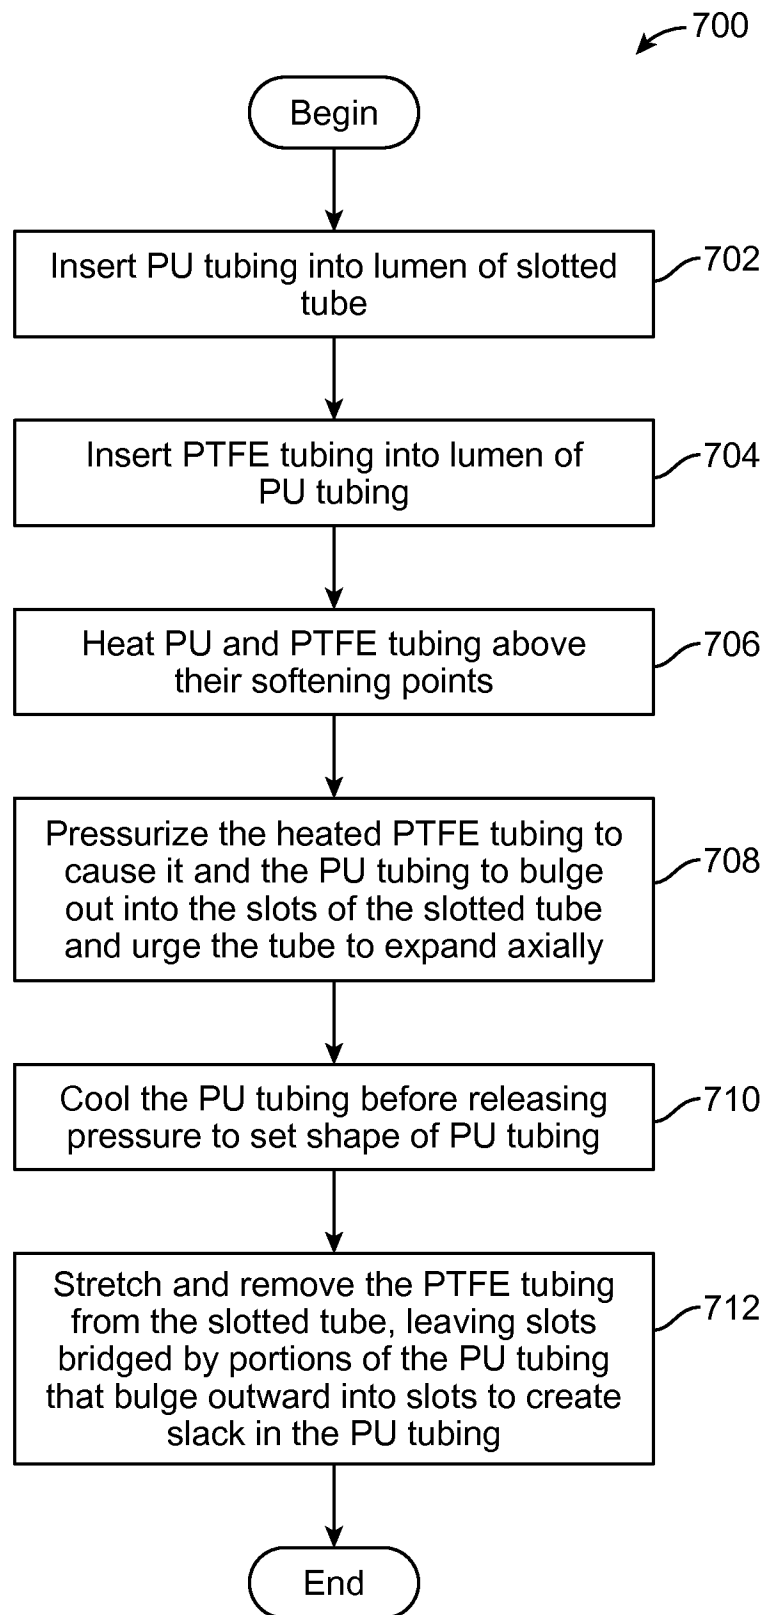 700
Begin
Insert PU tubing into lumen of slotted
tube
702
Insert PTFE tubing into lumen of
PU tubing
704
Heat PU and PTFE tubing above
their softening points
706
Pressurize the heated PTFE tubing to
cause it and the PU tubing to bulge
out into the slots of the slotted tube
and urge the tube to expand axially
708
Cool the PU tubing before releasing
pressure to set shape of PU tubing
710
Stretch and remove the PTFE tubing
from the slotted tube, leaving slots
bridged by portions of the PU tubing
that bulge outward into slots to create
slack in the PU tubing
712
End